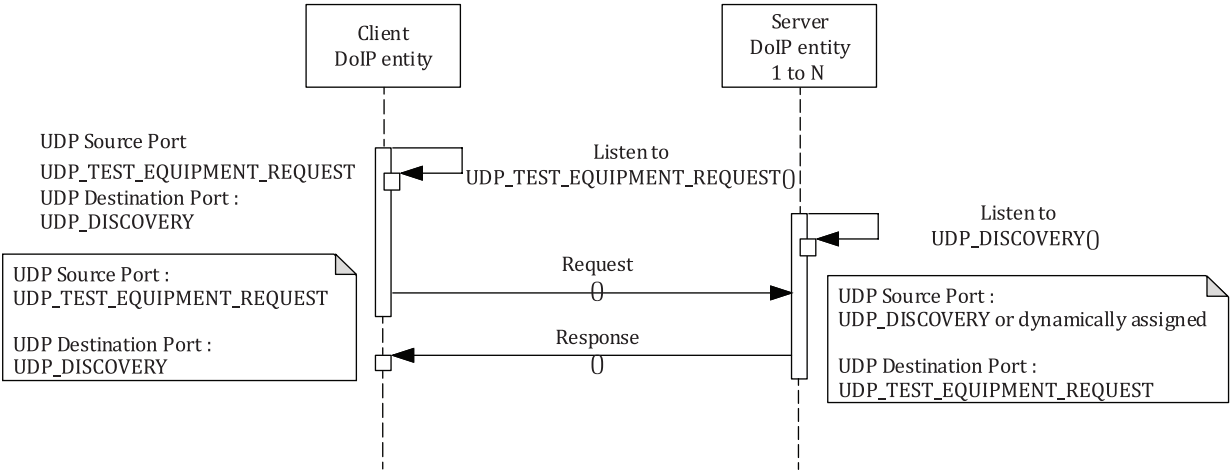 Client
DoIP entity
Server
DoIP entity
1 to N
UDP Source Port
UDP_TEST_EQUIPMENT_REQUEST
UDP Destination Port :
UDP_DISCOVERY
Listen to
UDP_TEST_EQUIPMENT_REQUEST()
Listen to
UDP_DISCOVERY()
UDP Source Port :
UDP_TEST_EQUIPMENT_REQUEST
UDP Destination Port :
UDP_DISCOVERY
Request
()
Response
()
UDP Source Port :
UDP_DISCOVERY or dynamically assigned
UDP Destination Port :
UDP_TEST_EQUIPMENT_REQUEST